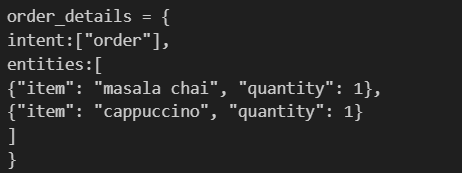 order_details = {
intent:["order"],
entities:[
{"item": "masala chai", "quantity": 1},
{"item": "cappuccino", "quantity": 1}
]
}